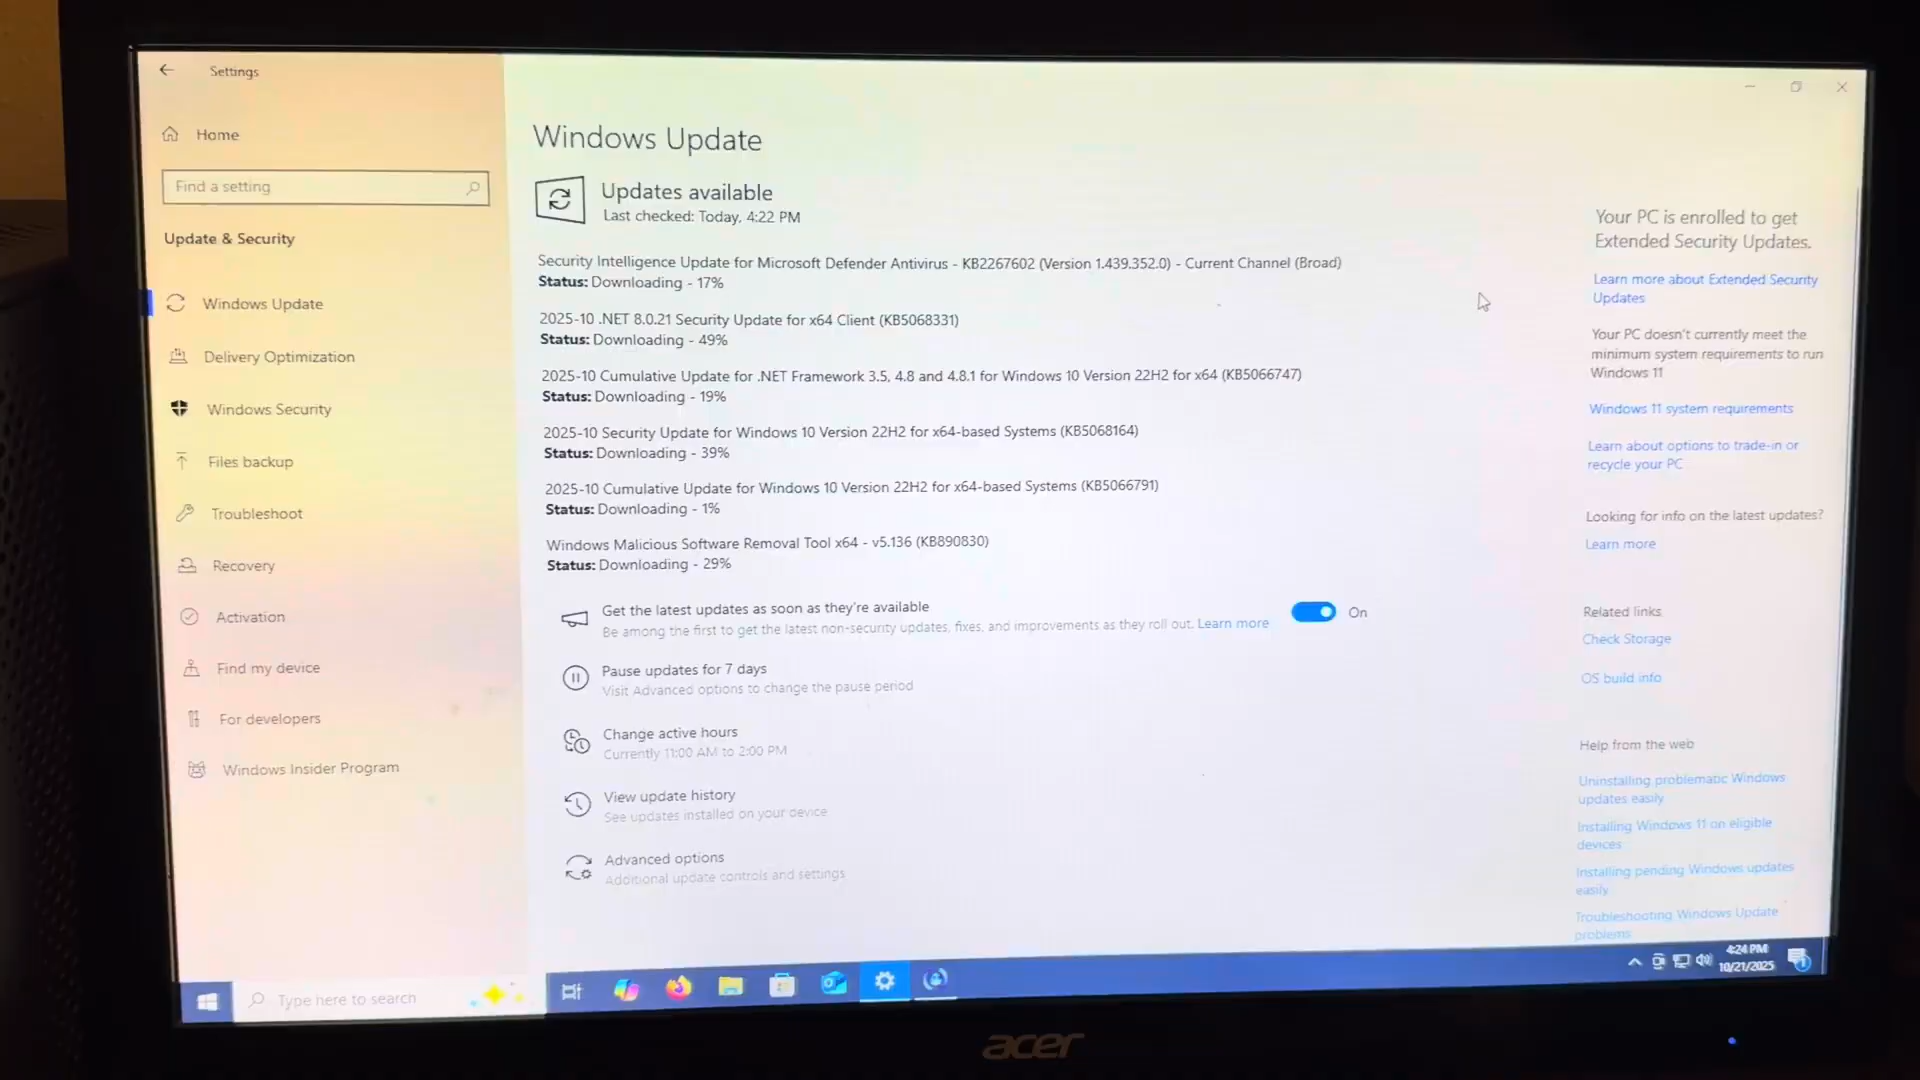 Settings
Home
Find a setting
Update & Security
Windows Update
Delivery Optimization
Windows Security
Files backup
Troubleshoot
Recovery
Activation
Find my device
For developers
Windows Insider Program
Windows Update
Updates available
Last checked: Today, 4:22 PM
Security Intelligence Update for Microsoft Defender Antivirus - KB2267602 (Version 1.439.352.0) - Current Channel (Broad)
Status: Downloading - 17%
2025-10 .NET 8.0.21 Security Update for x64 Client (KB5068331)
Status: Downloading - 49%
2025-10 Cumulative Update for .NET Framework 3.5, 4.8 and 4.8.1 for Windows 10 Version 22H2 for x64 (KB5066747)
Status: Downloading - 19%
2025-10 Security Update for Windows 10 Version 22H2 for x64-based Systems (KB5068164)
Status: Downloading - 39%
2025-10 Cumulative Update for Windows 10 Version 22H2 for x64-based Systems (KB5066791)
Status: Downloading - 1%
Windows Malicious Software Removal Tool x64 - v5.136 (KB890830)
Status: Downloading - 29%
Get the latest updates as soon as they're available
Be among the first to get the latest non-security updates, fixes, and improvements as they roll out. Learn more
On
Pause updates for 7 days
Visit Advanced options to change the pause period
Change active hours
Currently 11:00 AM to 2:00 PM
View update history
See updates installed on your device
Advanced options
Additional update controls and settings
Your PC is enrolled to get
Extended Security Updates.
Learn more about Extended Security
Updates
Your PC doesn't currently meet the
minimum system requirements to run
Windows 11
Windows 11 system requirements
Learn about options to trade-in or
recycle your PC
Looking for info on the latest updates?
Learn more
Related links
Check Storage
OS build info
Help from the web
Uninstalling problematic Windows
updates easily
Installing Windows 11 on eligible
devices
Installing pending Windows updates
easily
Troubleshooting Windows Update
problems
Type here to search
4:24 PM
10/21/2025
1
acer